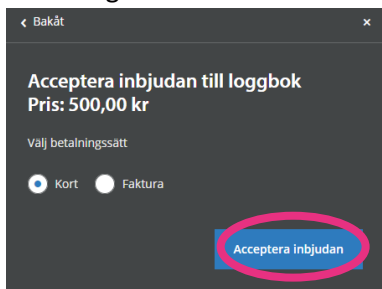 Bakåt
Acceptera inbjudan till loggbok
Pris: 500,00 kr
Välj betalningssätt
Kort Faktura
Acceptera inbjudan